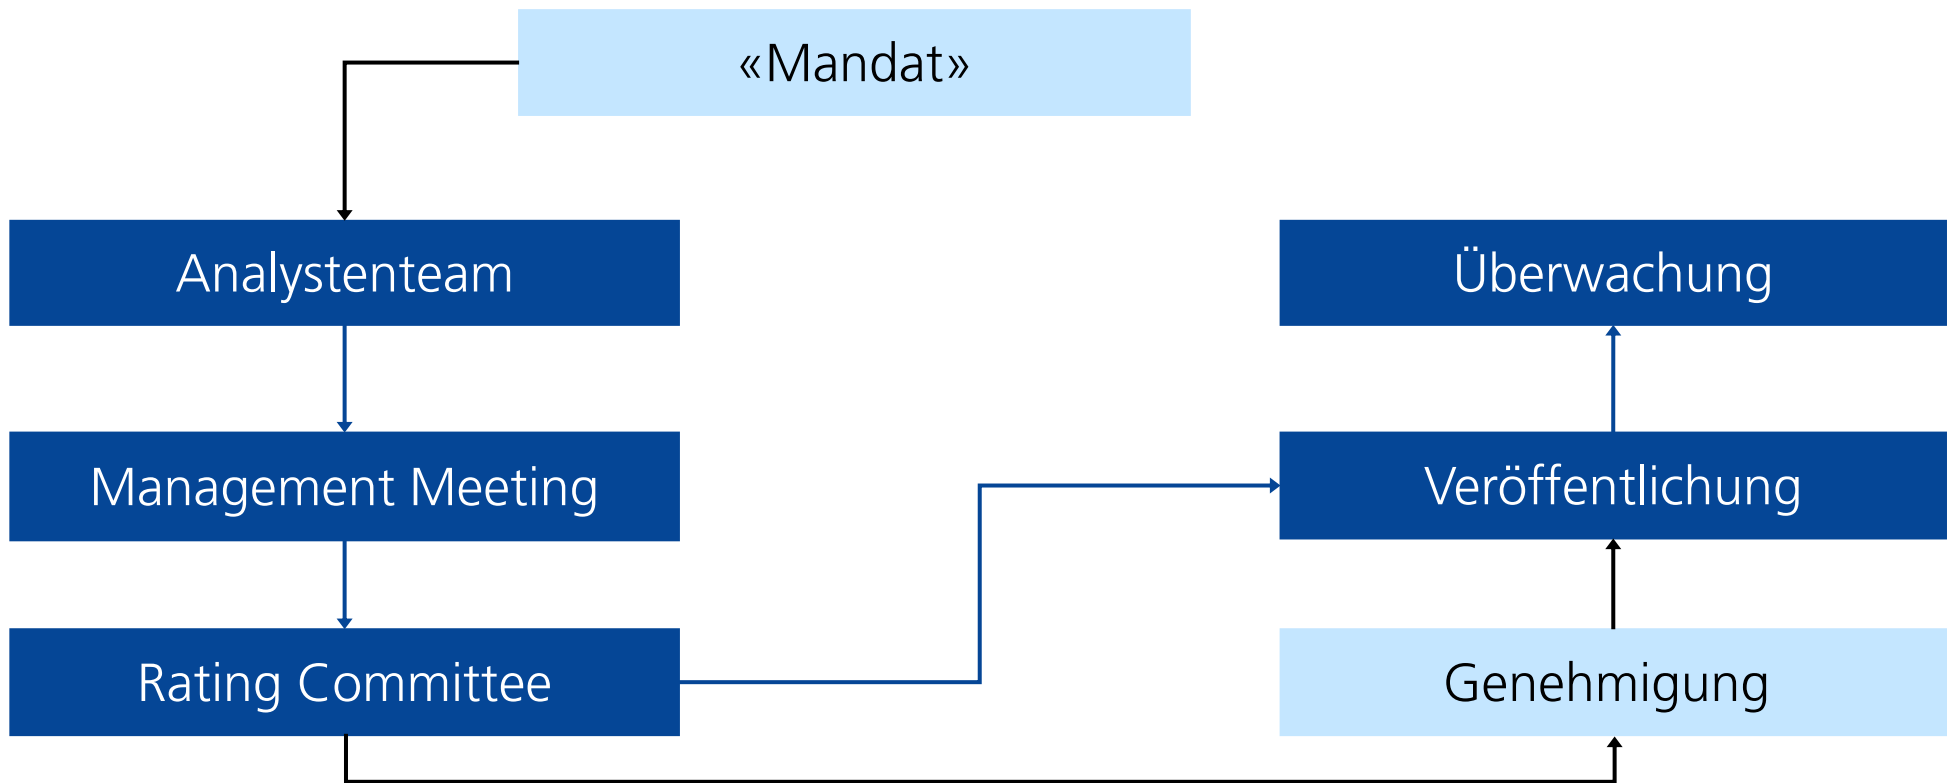 «Mandat»
Analystenteam
Überwachung
Management Meeting
Veröffentlichung
Rating Committee
Genehmigung